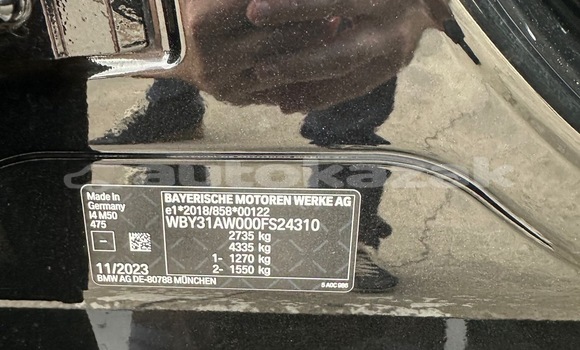 autokazak
Made in
Germany
I4 M50
475
11/2023
BMW AG DE-80788 MÜNCHEN
BAYERISCHE MOTOREN WERKE AG
e1*2018/858*00122
WBY31AW000FS24310
2735 kg
4335 kg
1- 1270 kg
2- 1550 kg